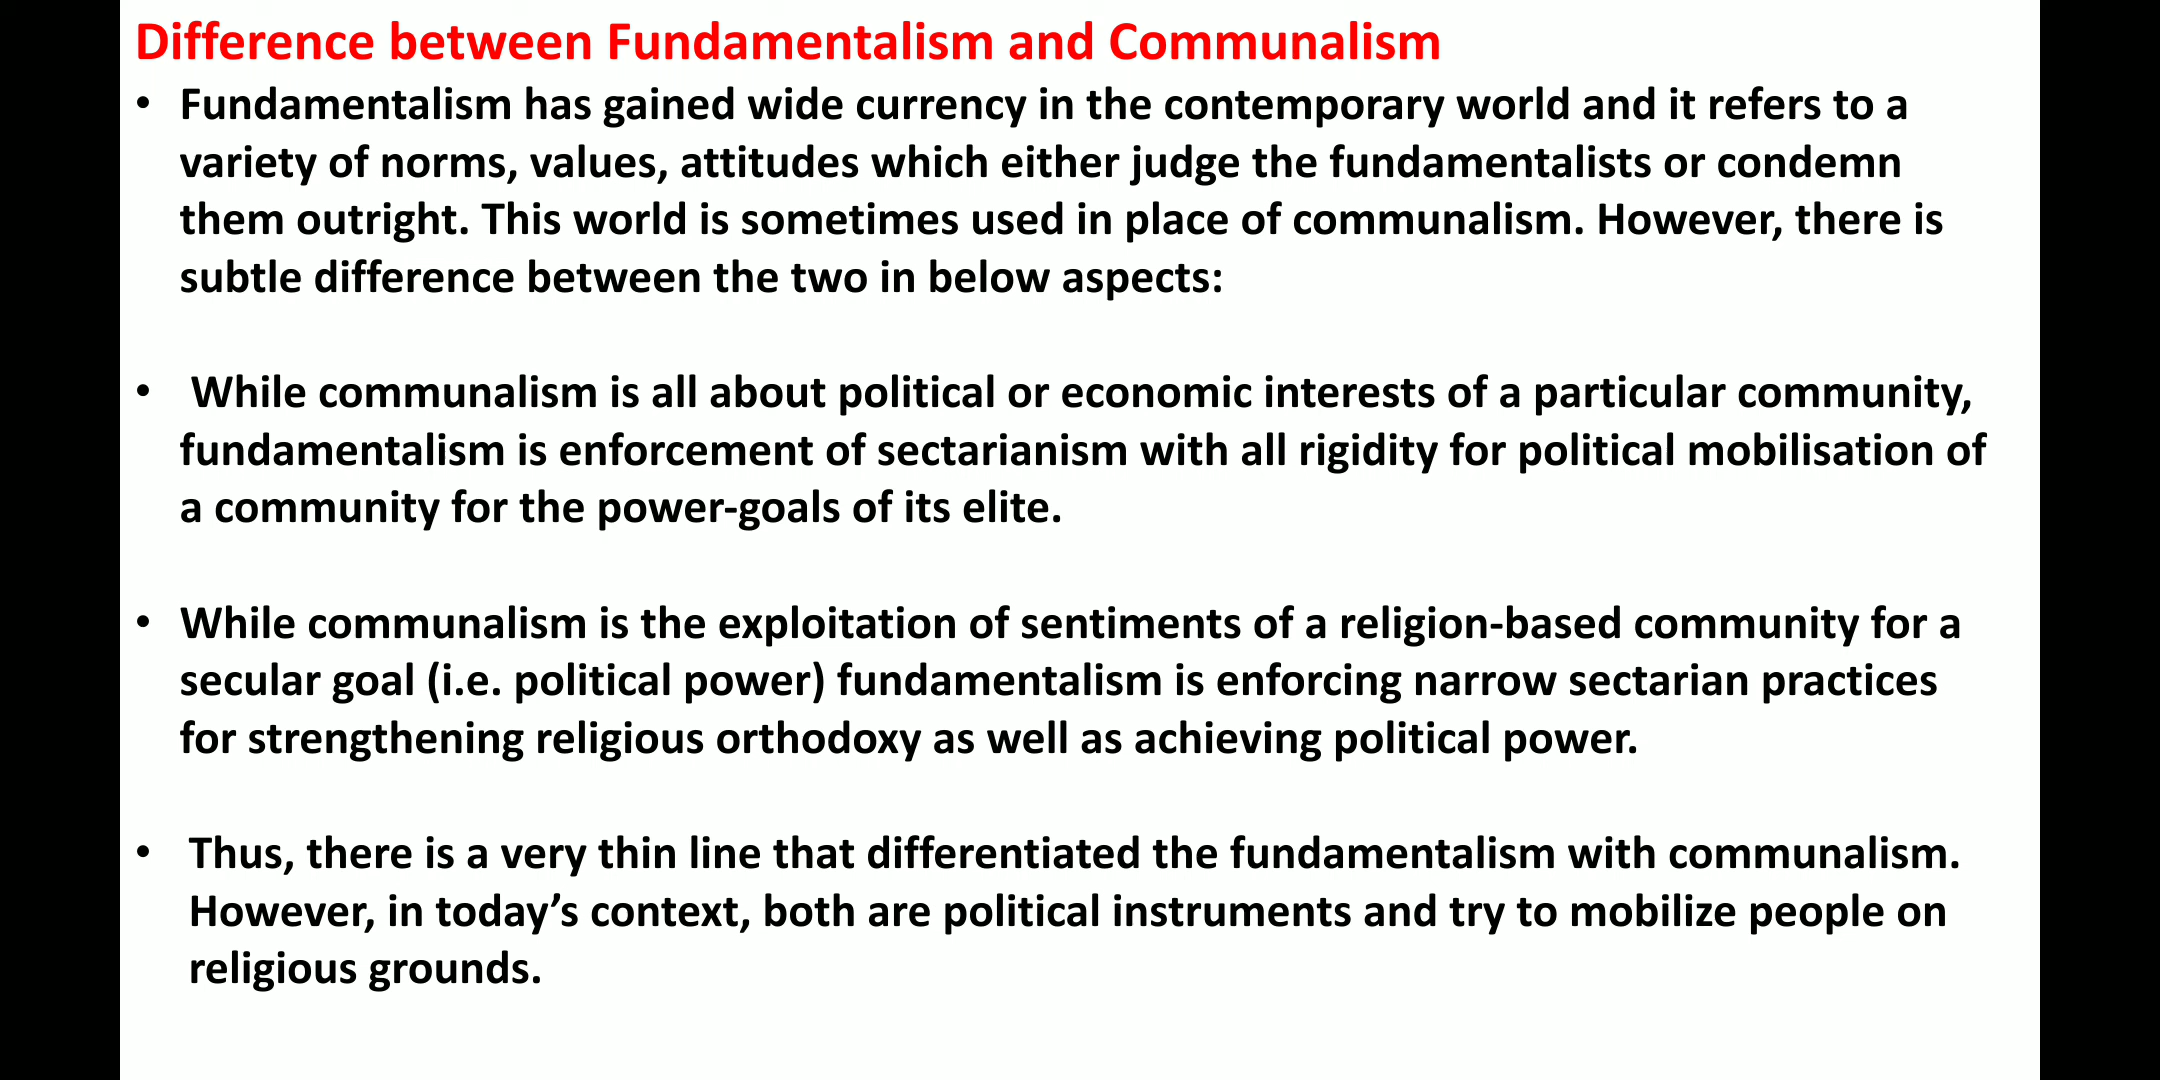 Difference between Fundamentalism and Communalism
• Fundamentalism has gained wide currency in the contemporary world and it refers to a
variety of norms, values, attitudes which either judge the fundamentalists or condemn
them outright. This world is sometimes used in place of communalism. However, there is
subtle difference between the two in below aspects:
• While communalism is all about political or economic interests of a particular community,
fundamentalism is enforcement of sectarianism with all rigidity for political mobilisation of
a community for the power-goals of its elite.
• While communalism is the exploitation of sentiments of a religion-based community for a
secular goal (i.e. political power) fundamentalism is enforcing narrow sectarian practices
for strengthening religious orthodoxy as well as achieving political power.
• Thus, there is a very thin line that differentiated the fundamentalism with communalism.
However, in today’s context, both are political instruments and try to mobilize people on
religious grounds.